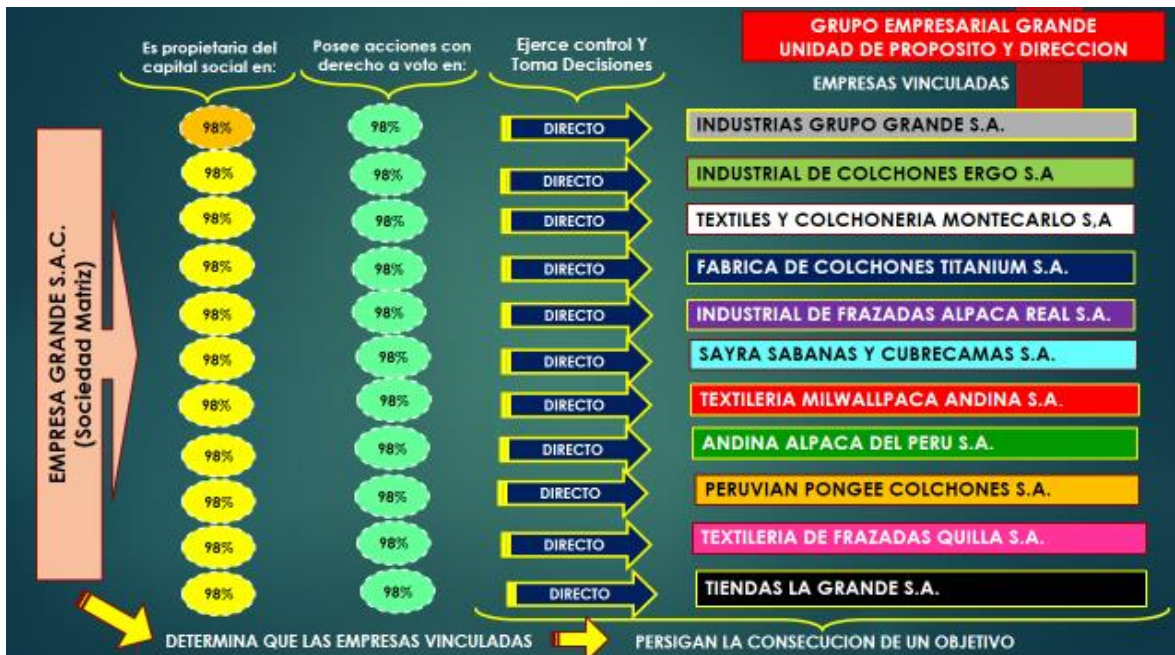 GRUPO EMPRESARIAL GRANDE
UNIDAD DE PROPOSITO Y DIRECCION
Es propietaria del
capital social en:
Posee acciones con
derecho a voto en:
Ejerce control Y
Toma Decisiones
EMPRESAS VINCULADAS
EMPRESA GRANDE S.A.C.
(Sociedad Matriz)
98% 98% DIRECTO INDUSTRIAS GRUPO GRANDE S.A.
98% 98% DIRECTO INDUSTRIAL DE COLCHONES ERGO S.A
98% 98% DIRECTO TEXTILES Y COLCHONERIA MONTECARLO S,A
98% 98% DIRECTO FABRICA DE COLCHONES TITANIUM S.A.
98% 98% DIRECTO INDUSTRIAL DE FRAZADAS ALPACA REAL S.A.
98% 98% DIRECTO SAYRA SABANAS Y CUBRECAMAS S.A.
98% 98% DIRECTO TEXTILERIA MILWALLPACA ANDINA S.A.
98% 98% DIRECTO ANDINA ALPACA DEL PERU S.A.
98% 98% DIRECTO PERUVIAN PONGEE COLCHONES S.A.
98% 98% DIRECTO TEXTILERIA DE FRAZADAS QUILLA S.A.
98% 98% DIRECTO TIENDAS LA GRANDE S.A.
DETERMINA QUE LAS EMPRESAS VINCULADAS PERSIGAN LA CONSECUCION DE UN OBJETIVO